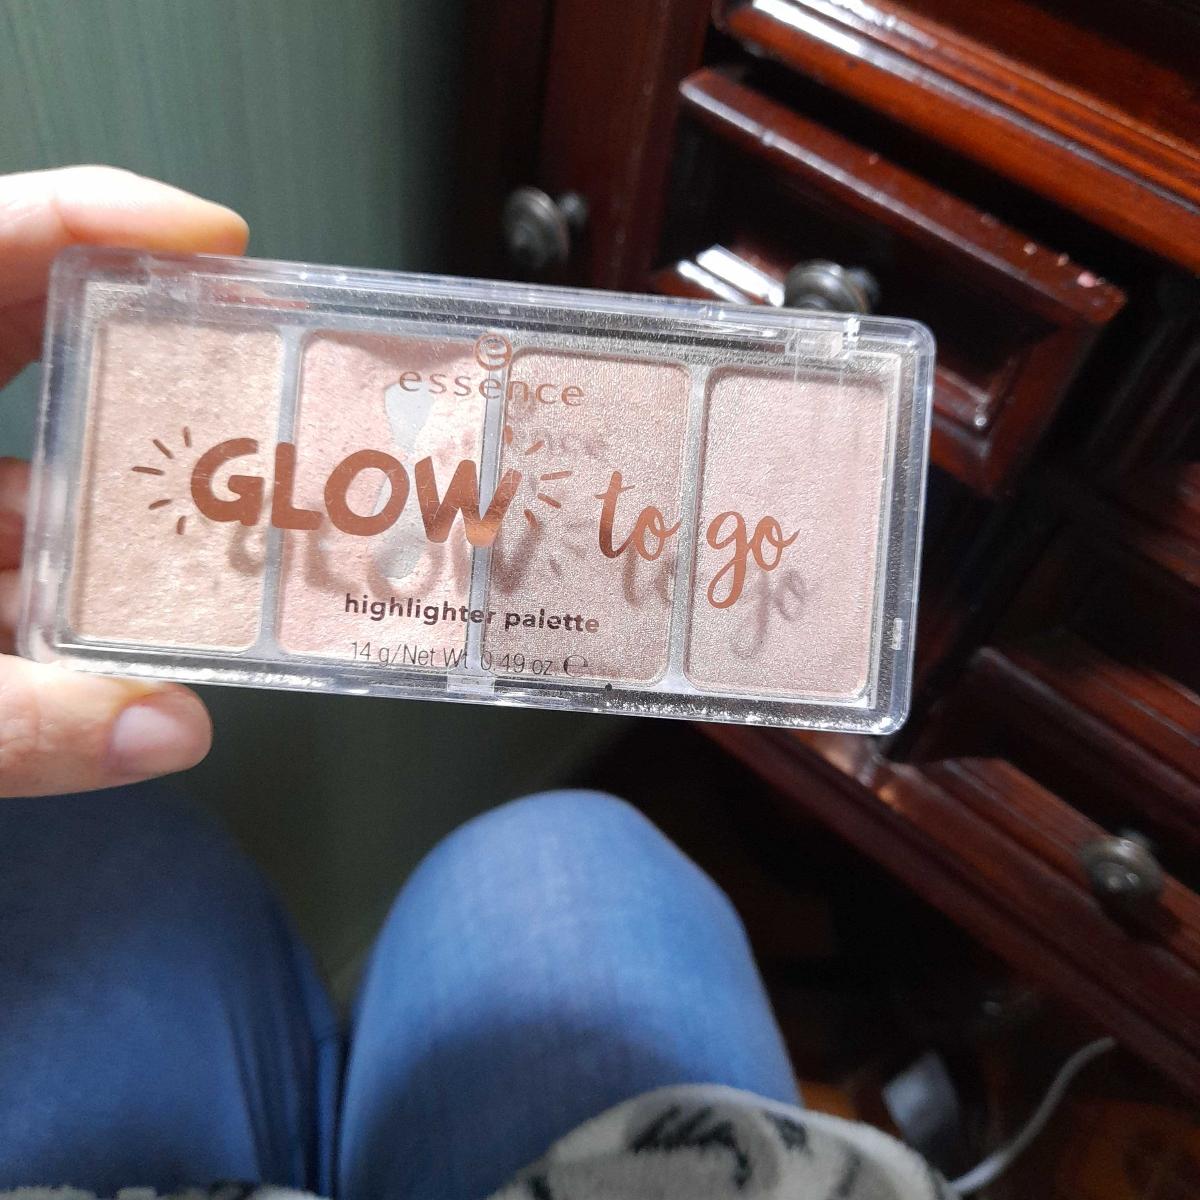 e
essence
GLOW to go
highlighter palette
14 g/Net Wt. 0.49 oz. ℮